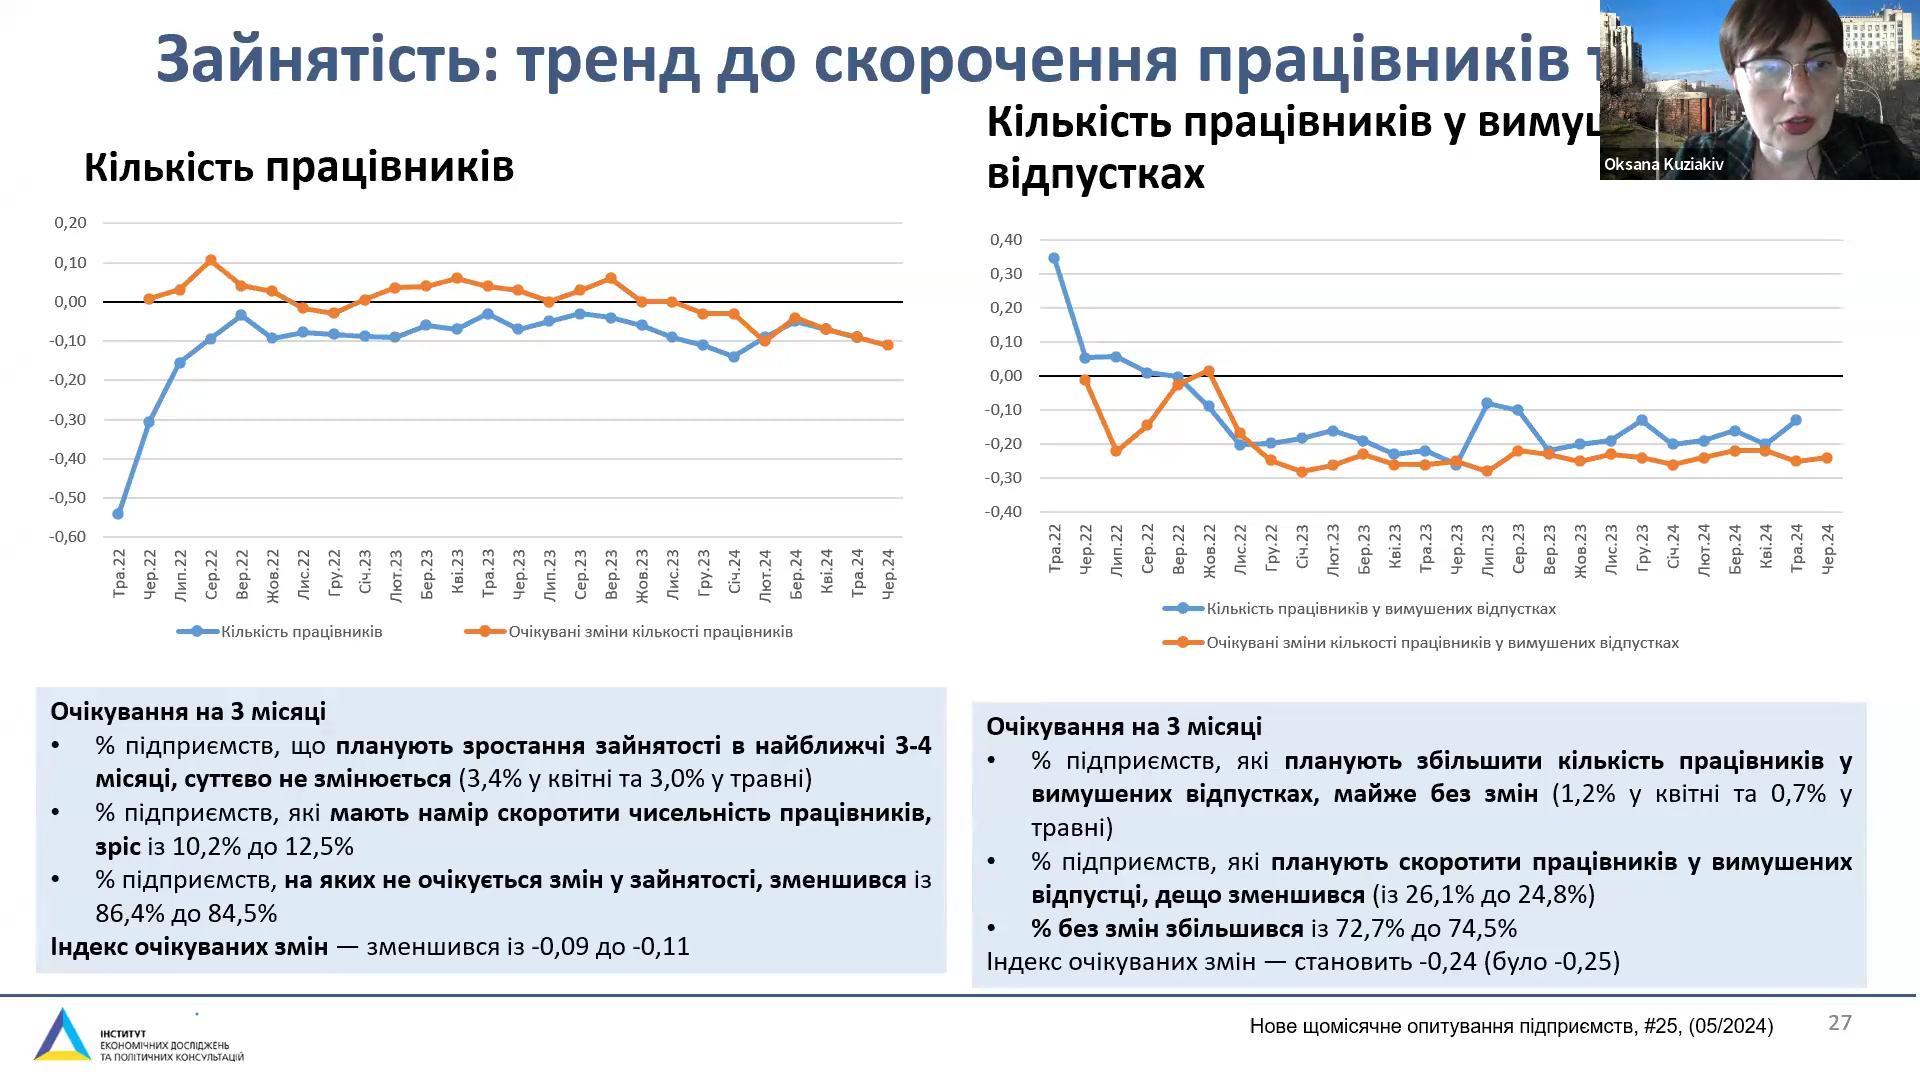 Зайнятість: тренд до скорочення працівників
Oksana Kuziakiv
Кількість працівників
0,20
0,10
0,00
-0,10
-0,20
-0,30
-0,40
-0,50
-0,60
Тра.22 Чер.22 Лип.22 Сер.22 Вер.22 Жов.22 Лис.22 Гру.22 Січ.23 Лют.23 Бер.23 Кві.23 Тра.23 Чер.23 Лип.23 Сер.23 Вер.23 Жов.23 Лис.23 Гру.23 Січ.24 Лют.24 Бер.24 Кві.24 Тра.24 Чер.24
Кількість працівників
Очікувані зміни кількості працівників
Кількість працівників у
відпустках
0,40
0,30
0,20
0,10
0,00
-0,10
-0,20
-0,30
-0,40
Тра.22 Чер.22 Лип.22 Сер.22 Вер.22 Жов.22 Лис.22 Гру.22 Січ.23 Лют.23 Бер.23 Кві.23 Тра.23 Чер.23 Лип.23 Сер.23 Вер.23 Жов.23 Лис.23 Гру.23 Січ.24 Лют.24 Бер.24 Кві.24 Тра.24 Чер.24
Кількість працівників у вимушених відпустках
Очікувані зміни кількості працівників у вимушених відпустках
Очікування на 3 місяці
• % підприємств, що планують зростання зайнятості в найближчі 3-4
місяці, суттєво не змінюється (3,4% у квітні та 3,0% у травні)
• % підприємств, які мають намір скоротити чисельність працівників,
зріс із 10,2% до 12,5%
• % підприємств, на яких не очікується змін у зайнятості, зменшився із
86,4% до 84,5%
Індекс очікуваних змін — зменшився із -0,09 до -0,11
Очікування на 3 місяці
• % підприємств, які планують збільшити кількість працівників у
вимушених відпустках, майже без змін (1,2% у квітні та 0,7% у
травні)
• % підприємств, які планують скоротити працівників у вимушених
відпустці, дещо зменшився (із 26,1% до 24,8%)
• % без змін збільшився із 72,7% до 74,5%
Індекс очікуваних змін — становить -0,24 (було -0,25)
ІНСТИТУТ
ЕКОНОМІЧНИХ ДОСЛІДЖЕНЬ
ТА ПОЛІТИЧНИХ КОНСУЛЬТАЦІЙ
Нове щомісячне опитування підприємств, #25, (05/2024)
27